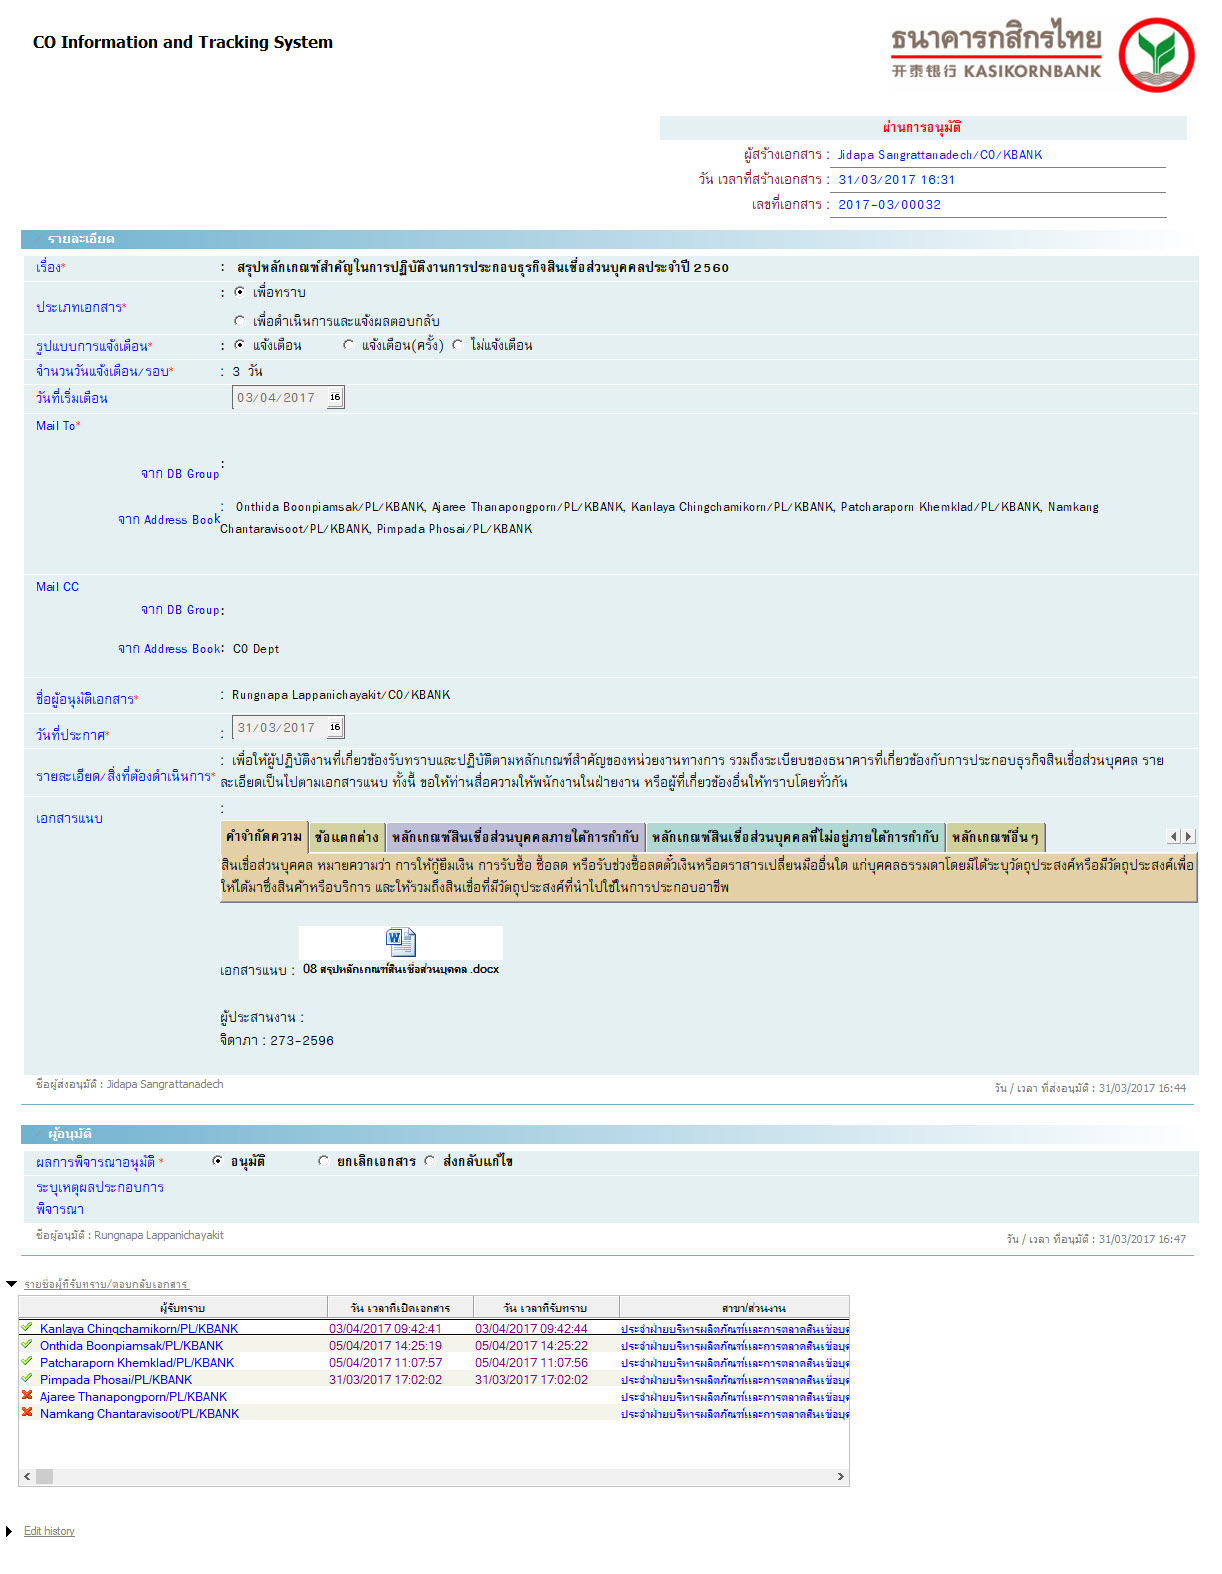 CO Information and Tracking System
ธนาคารกสิกรไทย
开泰银行 KASIKORNBANK
ผ่านการอนุมัติ
ผู้สร้างเอกสาร : Jidapa Sangrattanadech/CO/KBANK
วัน เวลาที่สร้างเอกสาร : 31/03/2017 16:31
เลขที่เอกสาร : 2017-03/00032
รายละเอียด
เรื่อง* : สรุปหลักเกณฑ์สำคัญในการปฏิบัติงานการประกอบธุรกิจสินเชื่อส่วนบุคคลประจำปี 2560
ประเภทเอกสาร* : เพื่อทราบ
เพื่อดำเนินการและแจ้งผลตอบกลับ
รูปแบบการแจ้งเตือน* : แจ้งเตือน แจ้งเตือน(ครั้ง) ไม่แจ้งเตือน
จำนวนวันแจ้งเตือน/รอบ* : 3 วัน
วันที่เริ่มเตือน 03/04/2017 16
Mail To*
จาก DB Group :
จาก Address Book : Onthida Boonpiamsak/PL/KBANK, Ajaree Thanapongporn/PL/KBANK, Kanlaya Chingchamikorn/PL/KBANK, Patcharaporn Khemklad/PL/KBANK, Namkang
Chantaravisoot/PL/KBANK, Pimpada Phosai/PL/KBANK
Mail CC
จาก DB Group :
จาก Address Book : CO Dept
ชื่อผู้อนุมัติเอกสาร* : Rungnapa Lappanichayakit/CO/KBANK
วันที่ประกาศ* : 31/03/2017 16
รายละเอียด/สิ่งที่ต้องดำเนินการ* : เพื่อให้ผู้ปฏิบัติงานที่เกี่ยวข้องรับทราบและปฏิบัติตามหลักเกณฑ์สำคัญของหน่วยงานทางการ รวมถึงระเบียบของธนาคารที่เกี่ยวข้องกับการประกอบธุรกิจสินเชื่อส่วนบุคคล ราย
ละเอียดเป็นไปตามเอกสารแนบ ทั้งนี้ ขอให้ท่านสื่อความให้พนักงานในฝ่ายงาน หรือผู้ที่เกี่ยวข้องอื่นให้ทราบโดยทั่วกัน
เอกสารแนบ :
คำจำกัดความ ข้อแตกต่าง หลักเกณฑ์สินเชื่อส่วนบุคคลภายใต้การกำกับ หลักเกณฑ์สินเชื่อส่วนบุคคลที่ไม่อยู่ภายใต้การกำกับ หลักเกณฑ์อื่น ๆ
สินเชื่อส่วนบุคคล หมายความว่า การให้กู้ยืมเงิน การรับซื้อ ซื้อลด หรือรับช่วงซื้อลดตั๋วเงินหรือตราสารเปลี่ยนมืออื่นใด แก่บุคคลธรรมดาโดยมิได้ระบุวัตถุประสงค์หรือมีวัตถุประสงค์เพื่อ
ให้ได้มาซึ่งสินค้าหรือบริการ และให้รวมถึงสินเชื่อที่มีวัตถุประสงค์ที่นำไปใช้ในการประกอบอาชีพ
เอกสารแนบ : 08 สรุปหลักเกณฑ์สินเชื่อส่วนบุคคล.docx
ผู้ประสานงาน :
จิดาภา : 273-2596
ชื่อผู้ส่งอนุมัติ : Jidapa Sangrattanadech
วัน / เวลา ที่ส่งอนุมัติ : 31/03/2017 16:44
ผู้อนุมัติ
ผลการพิจารณาอนุมัติ * อนุมัติ ยกเลิกเอกสาร ส่งกลับแก้ไข
ระบุเหตุผลประกอบการ
พิจารณา
ชื่อผู้อนุมัติ : Rungnapa Lappanichayakit
วัน / เวลา ที่อนุมัติ : 31/03/2017 16:47
รายชื่อผู้ที่รับทราบ/ตอบกลับเอกสาร
ผู้รับทราบ วัน เวลาที่เปิดเอกสาร วัน เวลาที่รับทราบ สาขา/ส่วนงาน
Kanlaya Chingchamikorn/PL/KBANK 03/04/2017 09:42:41 03/04/2017 09:42:44 ประจำฝ่ายบริหารผลิตภัณฑ์และการตลาดสินเชื่อบุค
Onthida Boonpiamsak/PL/KBANK 05/04/2017 14:25:19 05/04/2017 14:25:22 ประจำฝ่ายบริหารผลิตภัณฑ์และการตลาดสินเชื่อบุค
Patcharaporn Khemklad/PL/KBANK 05/04/2017 11:07:57 05/04/2017 11:07:56 ประจำฝ่ายบริหารผลิตภัณฑ์และการตลาดสินเชื่อบุค
Pimpada Phosai/PL/KBANK 31/03/2017 17:02:02 31/03/2017 17:02:02 ประจำฝ่ายบริหารผลิตภัณฑ์และการตลาดสินเชื่อบุค
Ajaree Thanapongporn/PL/KBANK ประจำฝ่ายบริหารผลิตภัณฑ์และการตลาดสินเชื่อบุค
Namkang Chantaravisoot/PL/KBANK ประจำฝ่ายบริหารผลิตภัณฑ์และการตลาดสินเชื่อบุค
Edit history